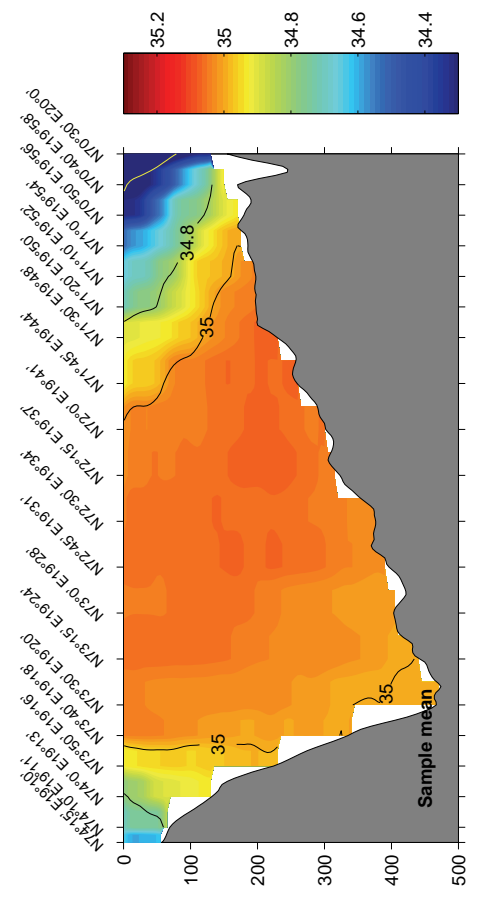 N74°15' E19°10'
N74°10' E19°11'
N74°0' E19°13'
N73°50' E19°16'
N73°40' E19°18'
N73°30' E19°20'
N73°15' E19°24'
N73°0' E19°28'
N72°45' E19°31'
N72°30' E19°34'
N72°15' E19°37'
N72°0' E19°41'
N71°45' E19°44'
N71°30' E19°48'
N71°20' E19°50'
N71°10' E19°52'
N71°0' E19°54'
N70°50' E19°56'
N70°40' E19°58'
N70°30' E20°0'
0
100
200
300
400
500
35
35
35
34.8
Sample mean
35.2
35
34.8
34.6
34.4